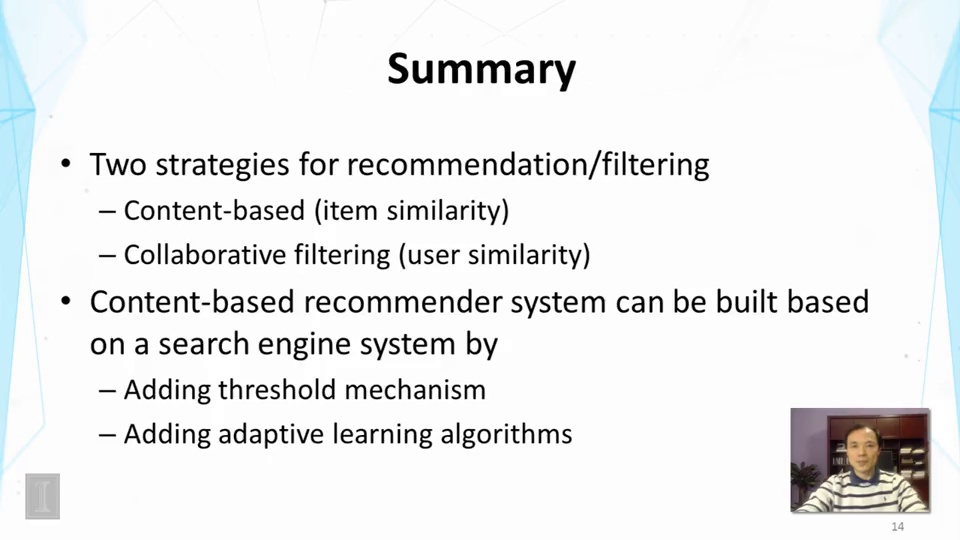 Summary
• Two strategies for recommendation/filtering
– Content-based (item similarity)
– Collaborative filtering (user similarity)
• Content-based recommender system can be built based
on a search engine system by
– Adding threshold mechanism
– Adding adaptive learning algorithms
I
14